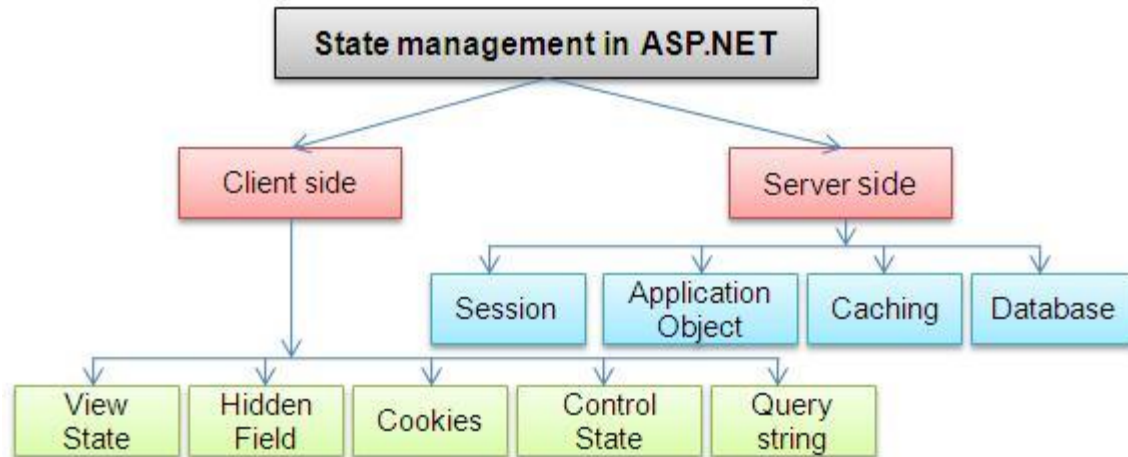 State management in ASP.NET
Client side
Server side
Session
Application
Object
Caching
Database
View
State
Hidden
Field
Cookies
Control
State
Query
string